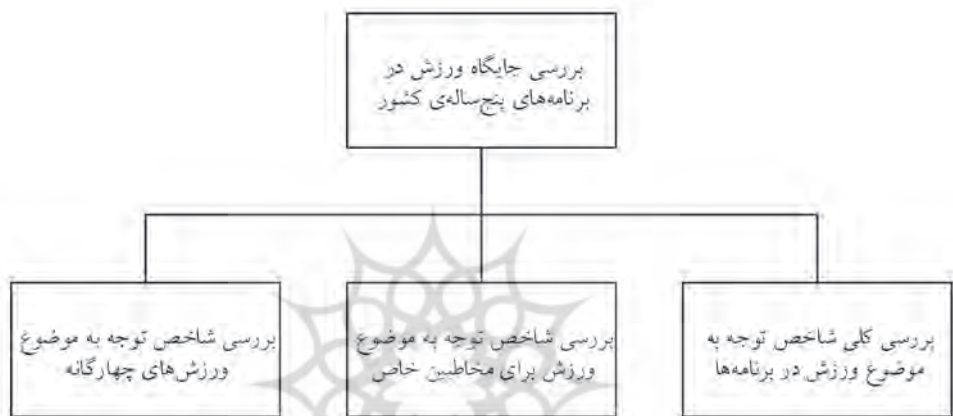 بررسی جایگاه ورزش در
برنامه‌های پنج‌ساله‌ی کشور
بررسی کلی شاخص توجه به
موضوع ورزش در برنامه‌ها
بررسی شاخص توجه به موضوع
ورزش برای مخاطبین خاص
بررسی شاخص توجه به موضوع
ورزش‌های چهارگانه